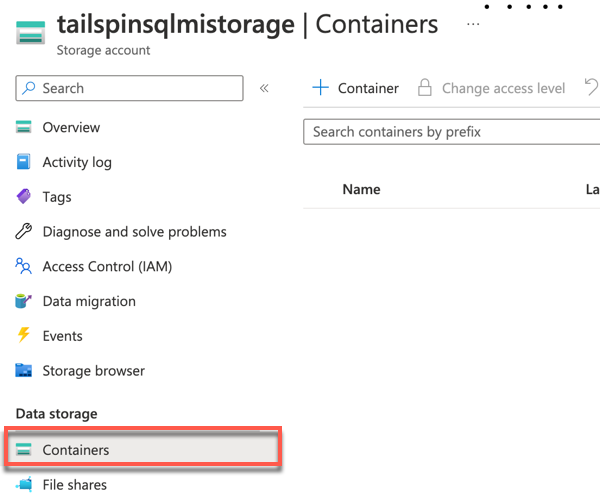 tailspinsqlmistorage | Containers ...
Storage account
Search
+ Container Change access level
Overview
Search containers by prefix
Activity log
Name La
Tags
Diagnose and solve problems
Access Control (IAM)
Data migration
Events
Storage browser
Data storage
Containers
File shares